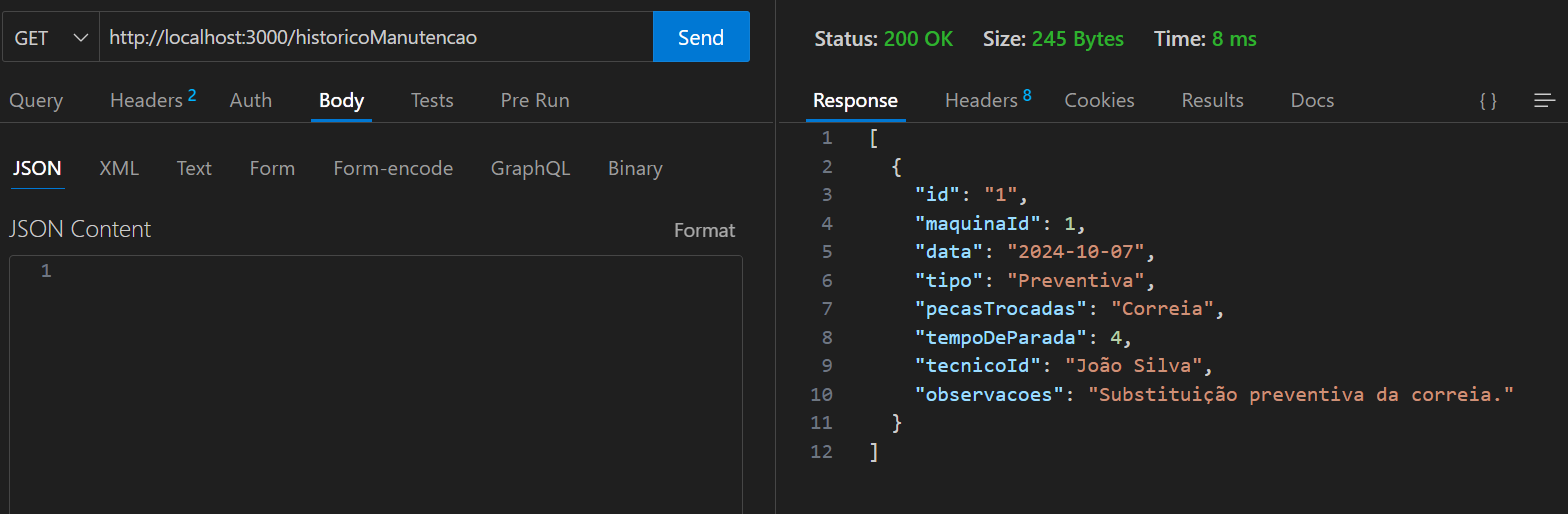 GET http://localhost:3000/historicoManutencao Send
Query Headers 2 Auth Body Tests Pre Run
JSON XML Text Form Form-encode GraphQL Binary
JSON Content Format
1
Status: 200 OK Size: 245 Bytes Time: 8 ms
Response Headers 8 Cookies Results Docs { }
1 [
2 {
3 "id": "1",
4 "maquinaId": 1,
5 "data": "2024-10-07",
6 "tipo": "Preventiva",
7 "pecasTrocadas": "Correia",
8 "tempoDeParada": 4,
9 "tecnicoId": "João Silva",
10 "observacoes": "Substituição preventiva da correia."
11 }
12 ]